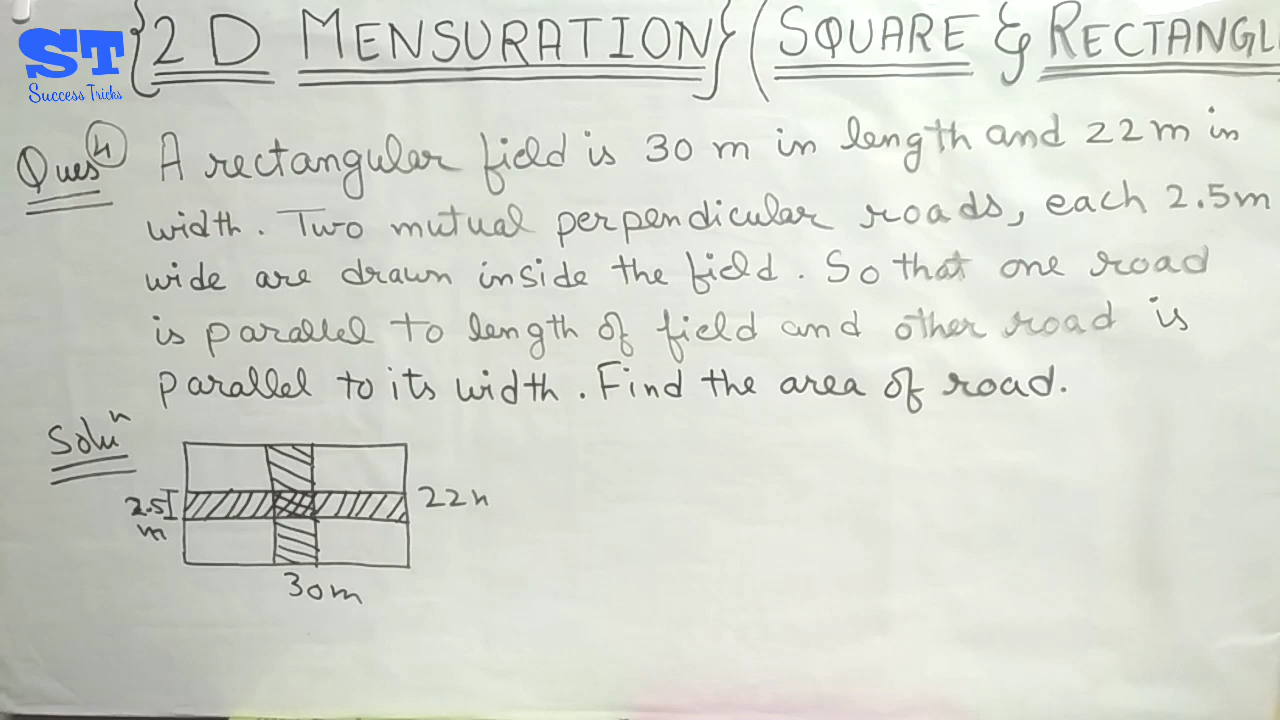 {2 D MENSURATION} (SQUARE & RECTANGL
ST
Success Tricks
Ques 4 A rectangular field is 30 m in length and 22 m in
width. Two mutual perpendicular roads, each 2.5m
wide are drawn inside the field. So that one road
is parallel to length of field and other road is
parallel to its width. Find the area of road.
Soluⁿ
2.5
m
22 m
30m